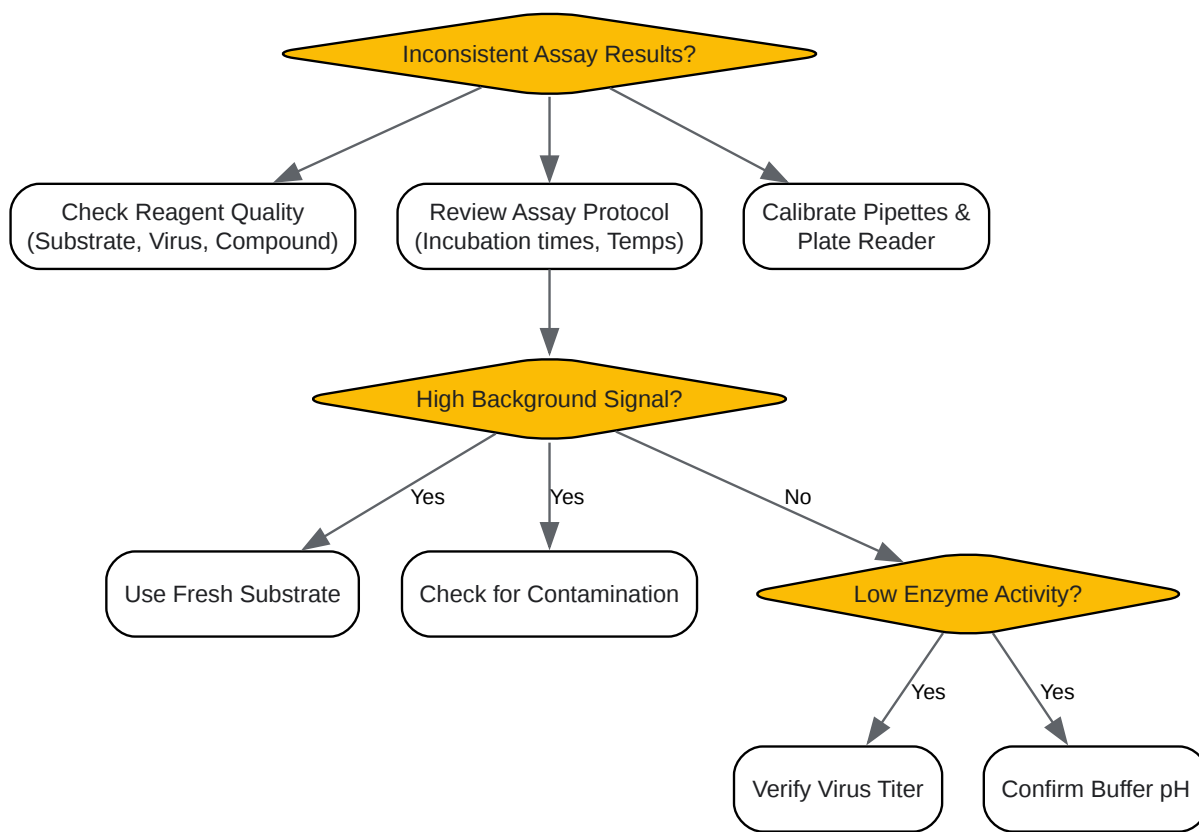 Inconsistent Assay Results?
Check Reagent Quality
(Substrate, Virus, Compound)
Review Assay Protocol
(Incubation times, Temps)
Calibrate Pipettes &
Plate Reader
High Background Signal?
Yes
Yes
No
Use Fresh Substrate
Check for Contamination
Low Enzyme Activity?
Yes
Yes
Verify Virus Titer
Confirm Buffer pH